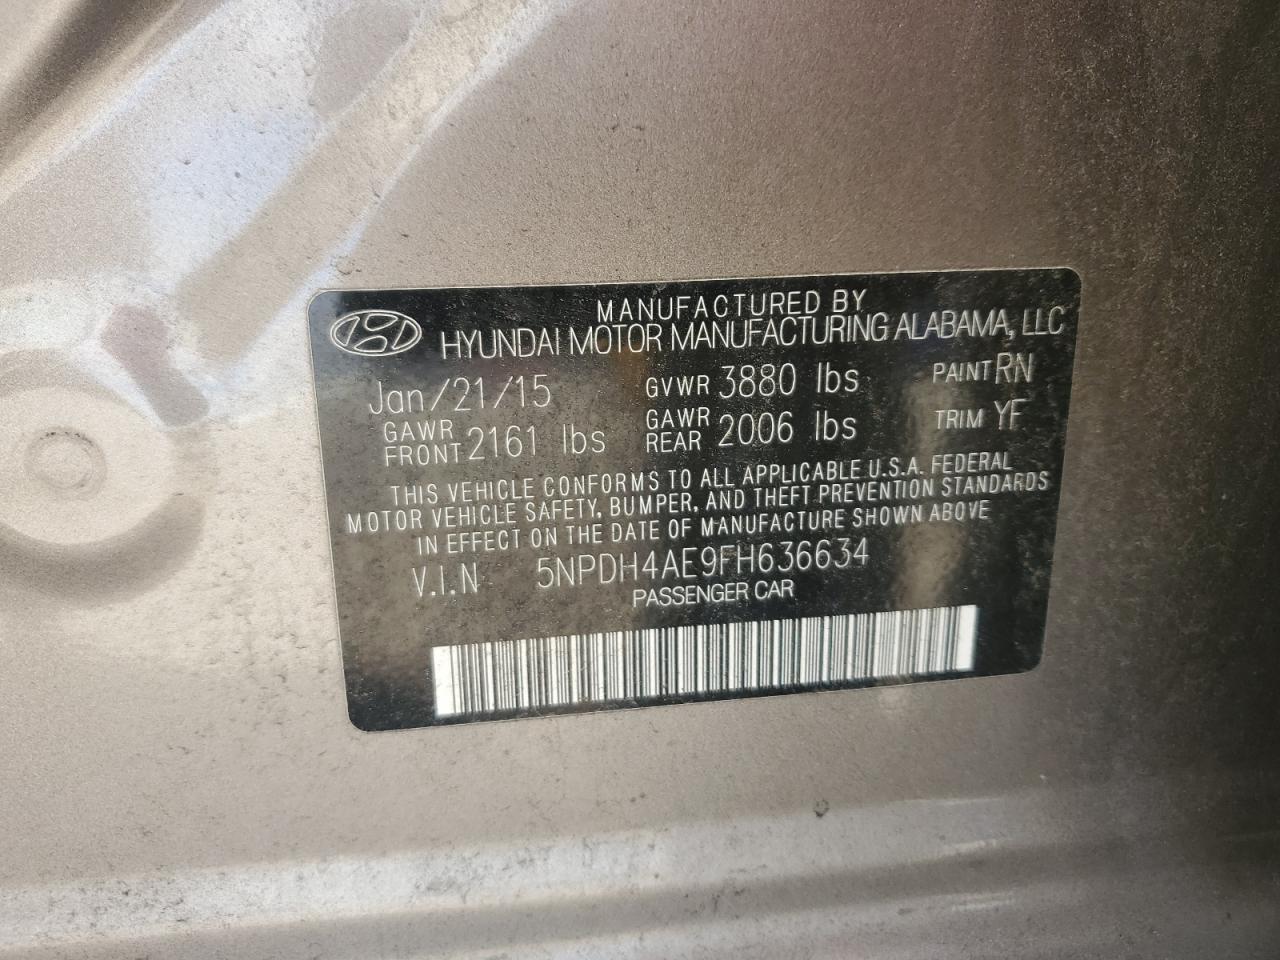 MANUFACTURED BY
HYUNDAI MOTOR MANUFACTURING ALABAMA, LLC
Jan/21/15 GVWR 3880 lbs PAINT RN
GAWR FRONT 2161 lbs GAWR REAR 2006 lbs TRIM YF
THIS VEHICLE CONFORMS TO ALL APPLICABLE U.S.A. FEDERAL
MOTOR VEHICLE SAFETY, BUMPER, AND THEFT PREVENTION STANDARDS
IN EFFECT ON THE DATE OF MANUFACTURE SHOWN ABOVE
V.I.N 5NPDH4AE9FH636634
PASSENGER CAR